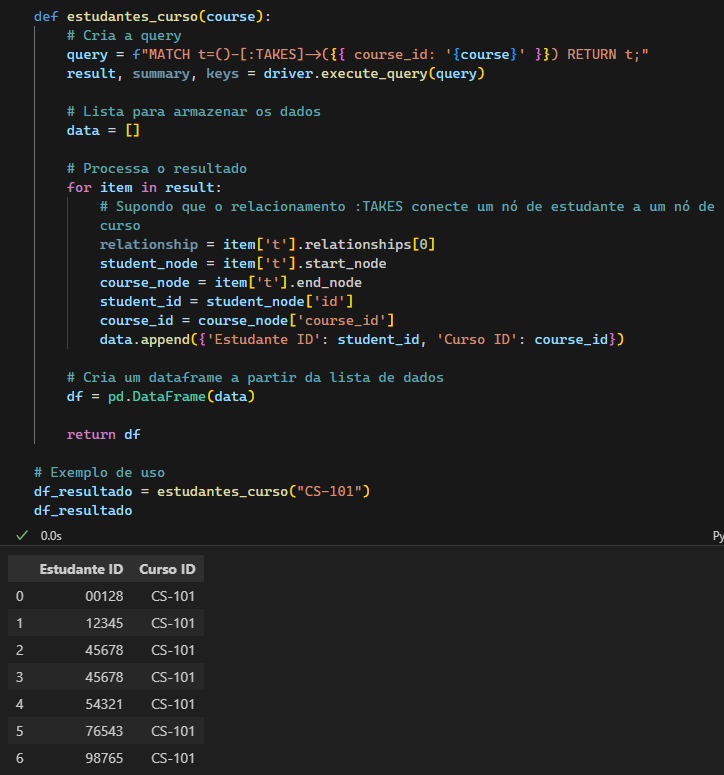 def estudantes_curso(course):
# Cria a query
query = f"MATCH t=()-[:TAKES]->({{ course_id: '{course}' }}) RETURN t;"
result, summary, keys = driver.execute_query(query)
# Lista para armazenar os dados
data = []
# Processa o resultado
for item in result:
# Supondo que o relacionamento :TAKES conecte um nó de estudante a um nó de
curso
relationship = item['t'].relationships[0]
student_node = item['t'].start_node
course_node = item['t'].end_node
student_id = student_node['id']
course_id = course_node['course_id']
data.append({'Estudante ID': student_id, 'Curso ID': course_id})
# Cria um dataframe a partir da lista de dados
df = pd.DataFrame(data)
return df
# Exemplo de uso
df_resultado = estudantes_curso("CS-101")
df_resultado
✓ 0.0s Py
Estudante ID Curso ID
0 00128 CS-101
1 12345 CS-101
2 45678 CS-101
3 45678 CS-101
4 54321 CS-101
5 76543 CS-101
6 98765 CS-101